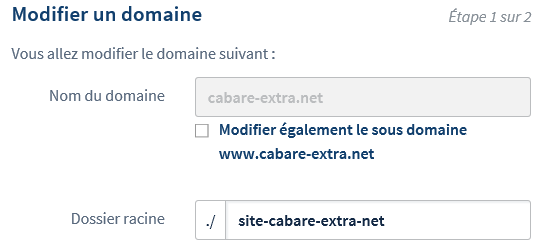 Modifier un domaine
Étape 1 sur 2
Vous allez modifier le domaine suivant :
Nom du domaine
cabare-extra.net
Modifier également le sous domaine
www.cabare-extra.net
Dossier racine
./
site-cabare-extra-net